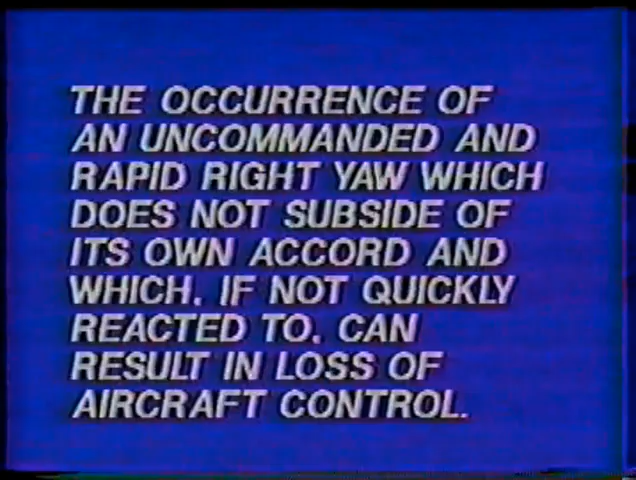 THE OCCURRENCE OF
AN UNCOMMANDED AND
RAPID RIGHT YAW WHICH
DOES NOT SUBSIDE OF
ITS OWN ACCORD AND
WHICH, IF NOT QUICKLY
REACTED TO, CAN
RESULT IN LOSS OF
AIRCRAFT CONTROL.